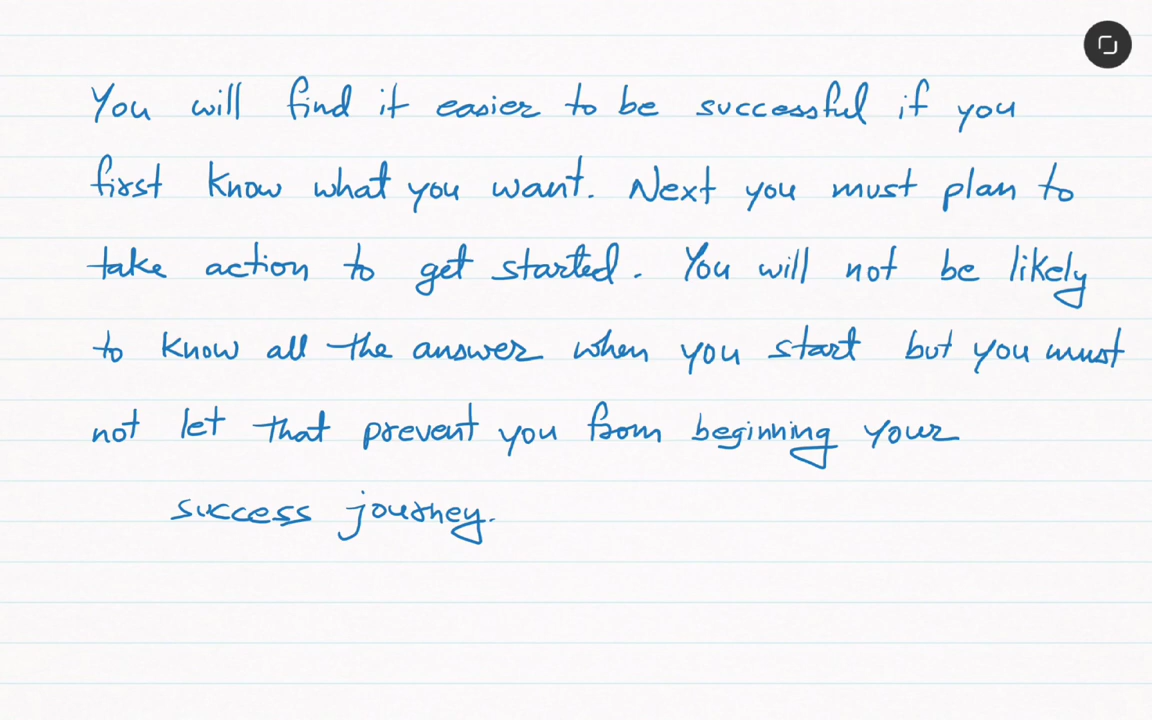 You will find it easier to be successful if you
first know what you want. Next you must plan to
take action to get started. You will not be likely
to know all the answer when you start but you must
not let that prevent you from beginning your
success journey.